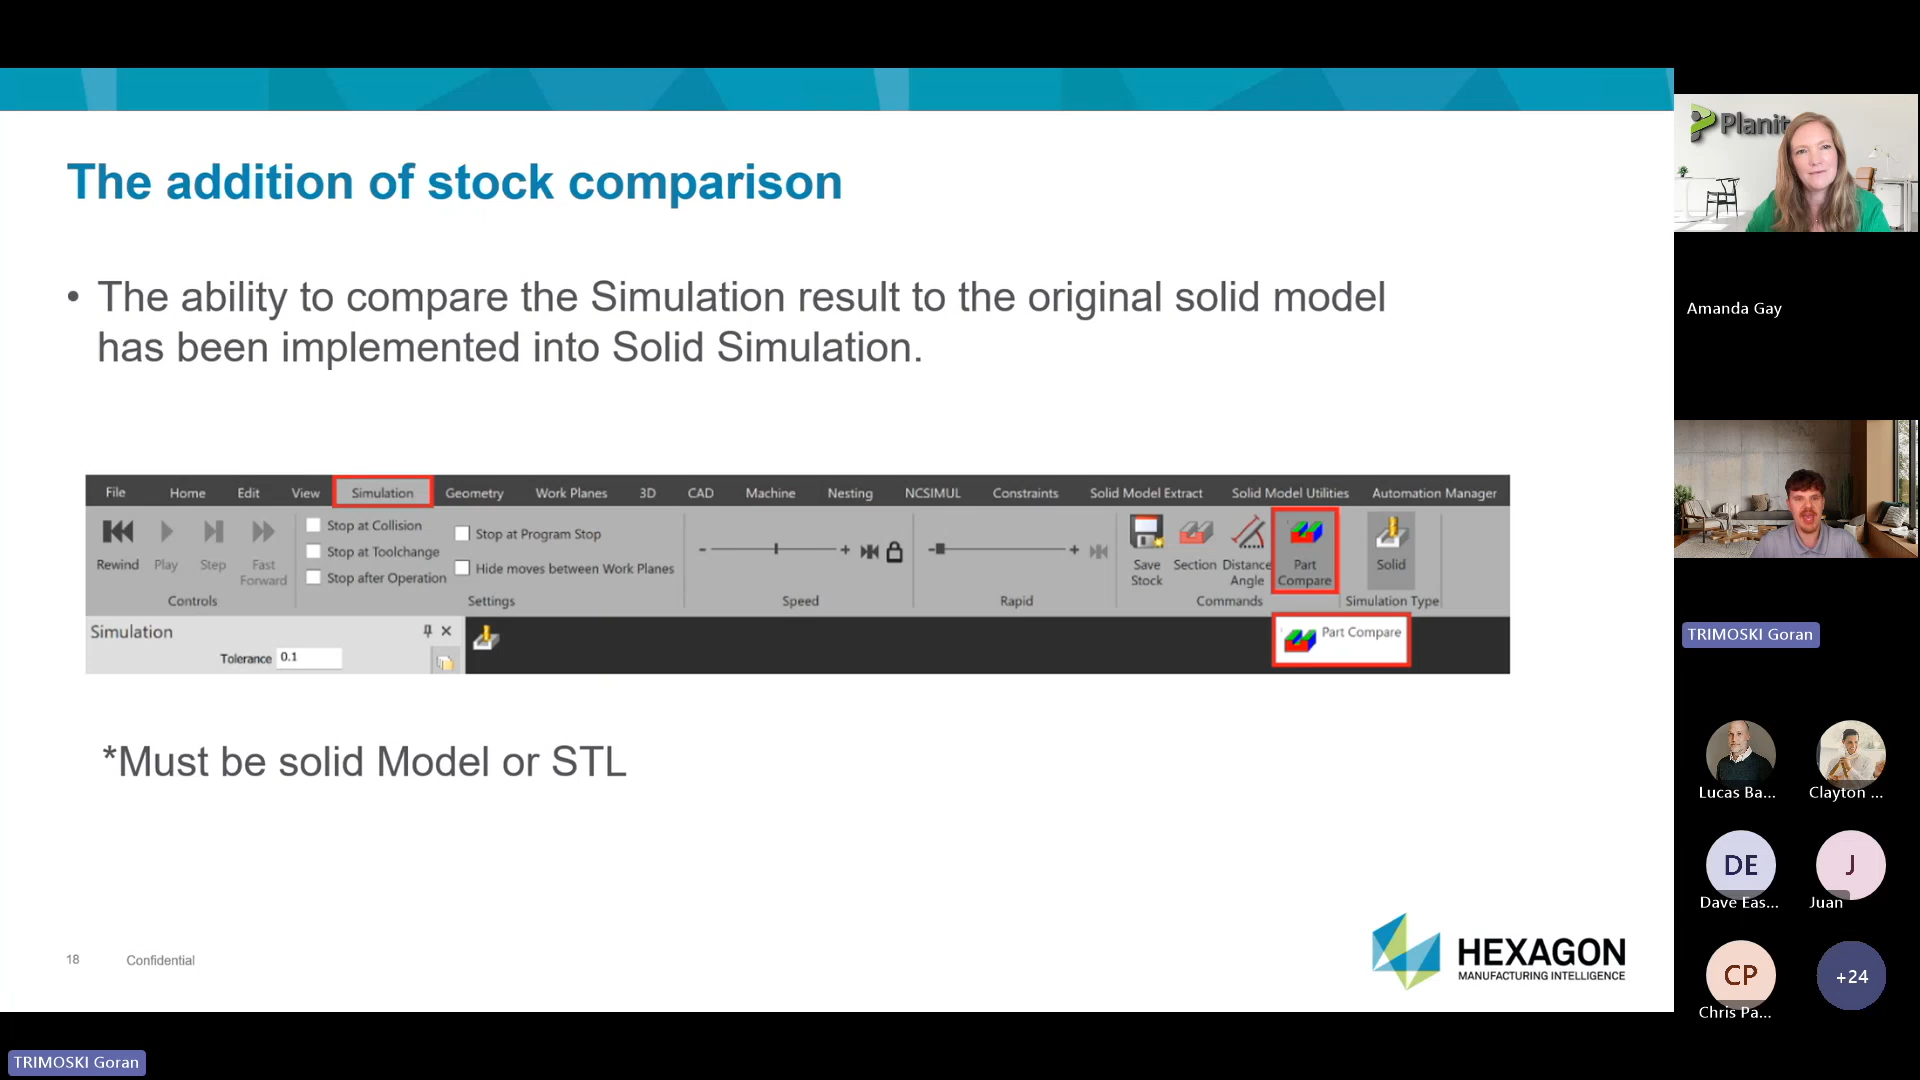 The addition of stock comparison
• The ability to compare the Simulation result to the original solid model
has been implemented into Solid Simulation.
File Home Edit View Simulation Geometry Work Planes 3D CAD Machine Nesting NCSIMUL Constraints Solid Model Extract Solid Model Utilities Automation Manager
Rewind Play Step Fast Forward
Controls
Stop at Collision
Stop at Toolchange
Stop after Operation
Stop at Program Stop
Hide moves between Work Planes
Settings
- +
Speed
- +
Rapid
Save Stock
Section
Distance Angle
Part Compare
Commands
Solid
Simulation Type
Simulation
Tolerance 0.1
Part Compare
*Must be solid Model or STL
18 Confidential
HEXAGON
MANUFACTURING INTELLIGENCE
Planit
Amanda Gay
TRIMOSKI Goran
Lucas Ba...
Clayton ...
DE
Dave Eas...
J
Juan
CP
Chris Pa...
+24
TRIMOSKI Goran